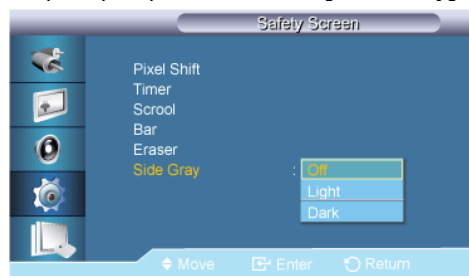 Safety Screen
Pixel Shift
Timer
Scrool
Bar
Eraser
Side Gray : Off
Light
Dark
Move Enter Return